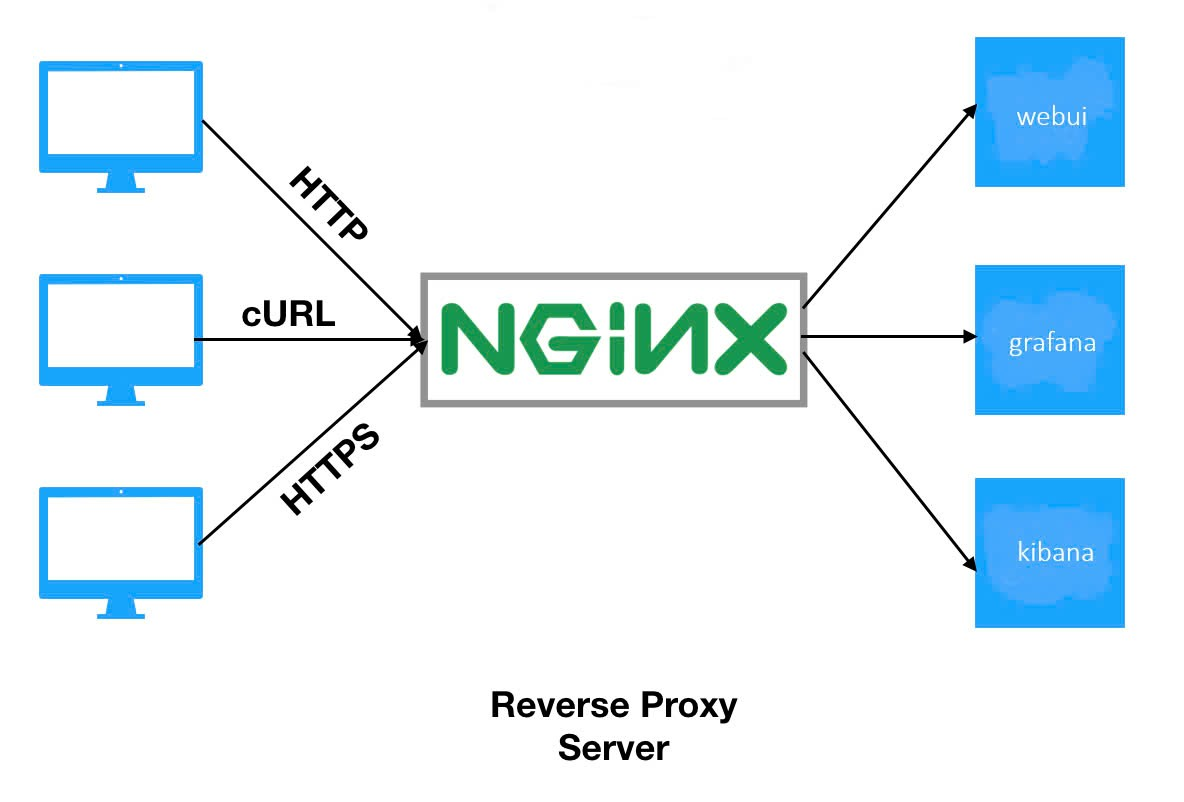 HTTP
cURL
HTTPS
NGiNX
webui
grafana
kibana
Reverse Proxy
Server